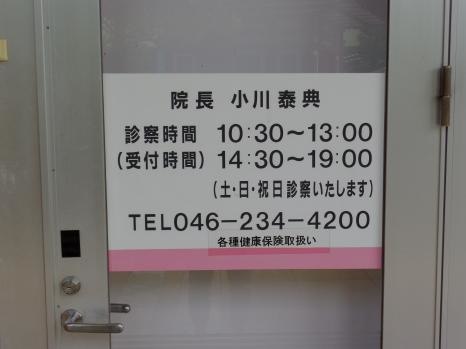 院長 小川泰典
診察時間 10:30～13:00
(受付時間) 14:30～19:00
(土・日・祝日診察いたします)
TEL046-234-4200
各種健康保険取扱い